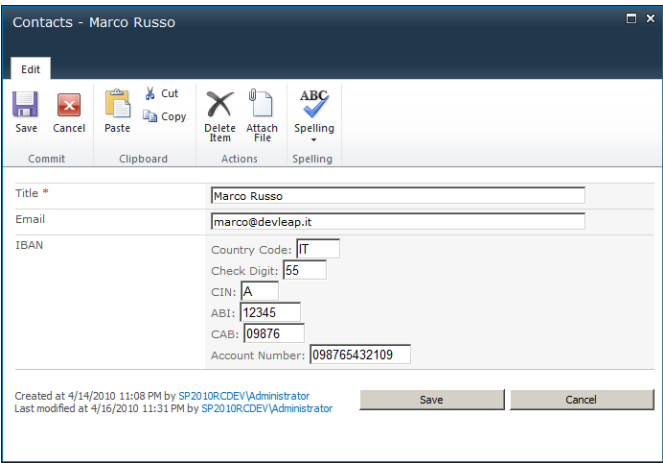 Contacts - Marco Russo
Edit
Save Cancel Paste Cut Copy Delete Item Attach File ABC Spelling
Commit Clipboard Actions Spelling
Title * Marco Russo
Email marco@devleap.it
IBAN
Country Code: IT
Check Digit: 55
CIN: A
ABI: 12345
CAB: 09876
Account Number: 098765432109
Created at 4/14/2010 11:08 PM by SP2010RCDEV\Administrator
Last modified at 4/16/2010 11:31 PM by SP2010RCDEV\Administrator
Save Cancel